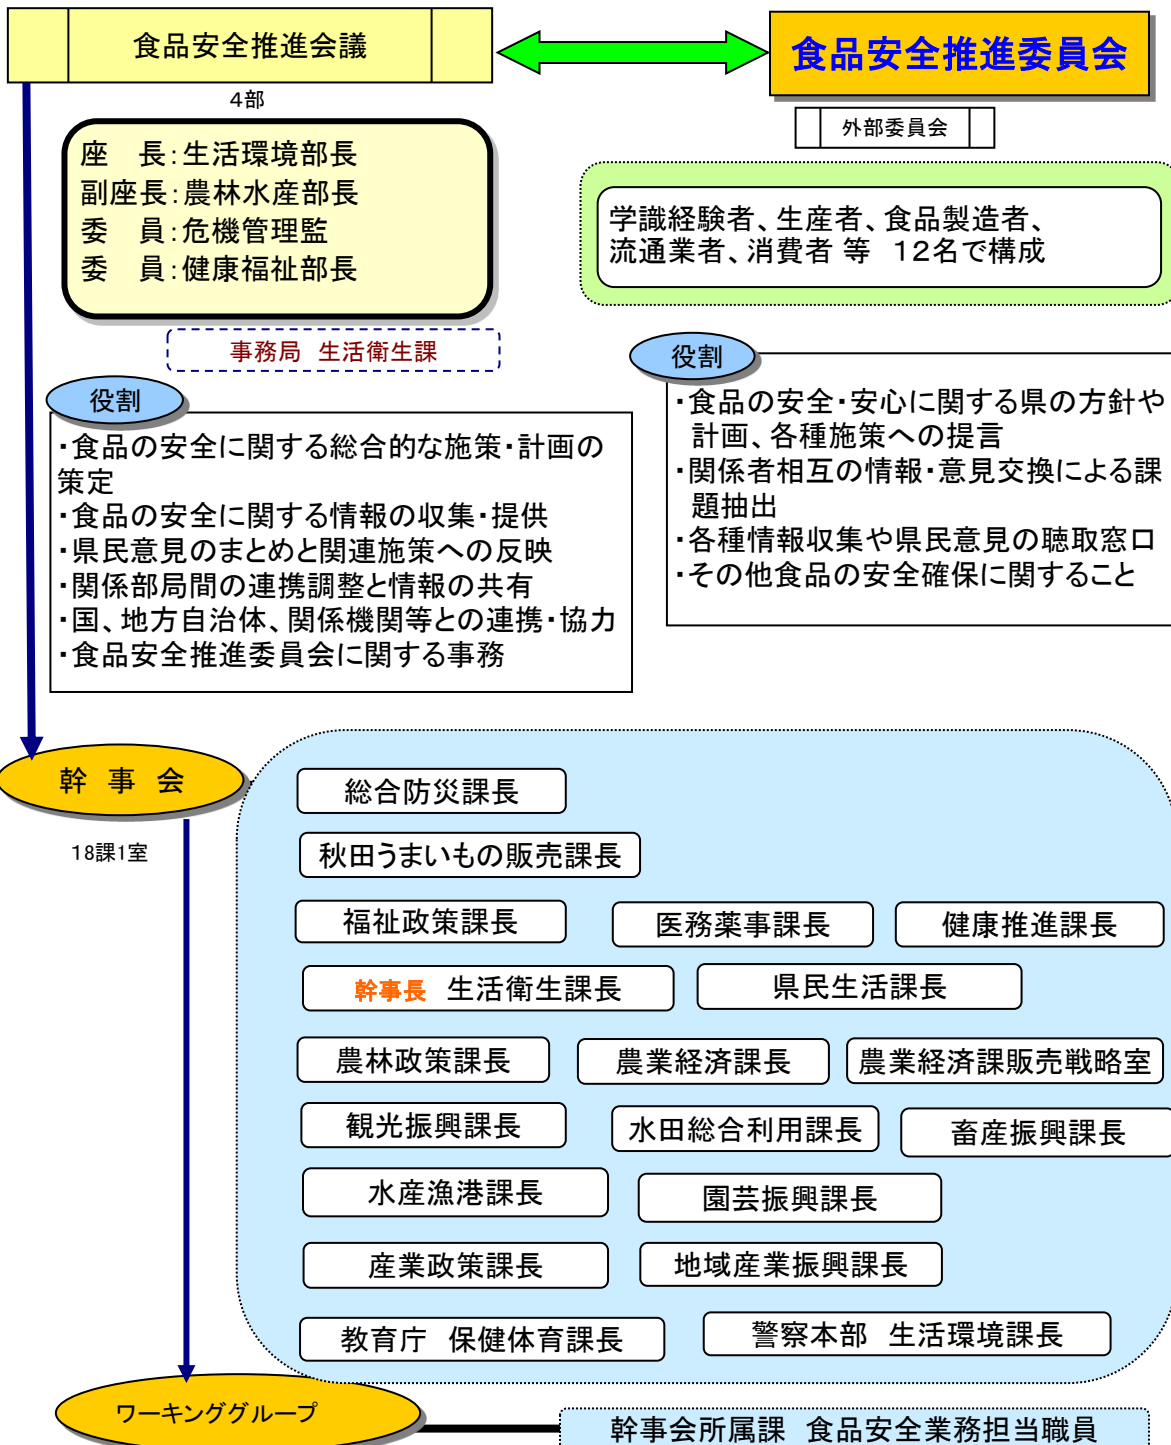 食品安全推進会議
4部
座　長：生活環境部長
副座長：農林水産部長
委　員：危機管理監
委　員：健康福祉部長
事務局　生活衛生課
役割
・食品の安全に関する総合的な施策・計画の
策定
・食品の安全に関する情報の収集・提供
・県民意見のまとめと関連施策への反映
・関係部局間の連携調整と情報の共有
・国、地方自治体、関係機関等との連携・協力
・食品安全推進委員会に関する事務
食品安全推進委員会
外部委員会
学識経験者、生産者、食品製造者、
流通業者、消費者 等　12名で構成
役割
・食品の安全・安心に関する県の方針や
計画、各種施策への提言
・関係者相互の情報・意見交換による課
題抽出
・各種情報収集や県民意見の聴取窓口
・その他食品の安全確保に関すること
幹　事　会
18課1室
総合防災課長
秋田うまいもの販売課長
福祉政策課長　医務薬事課長　健康推進課長
幹事長　生活衛生課長　県民生活課長
農林政策課長　農業経済課長　農業経済課販売戦略室
観光振興課長　水田総合利用課長　畜産振興課長
水産漁港課長　園芸振興課長
産業政策課長　地域産業振興課長
教育庁　保健体育課長　警察本部　生活環境課長
ワーキンググループ
幹事会所属課　食品安全業務担当職員